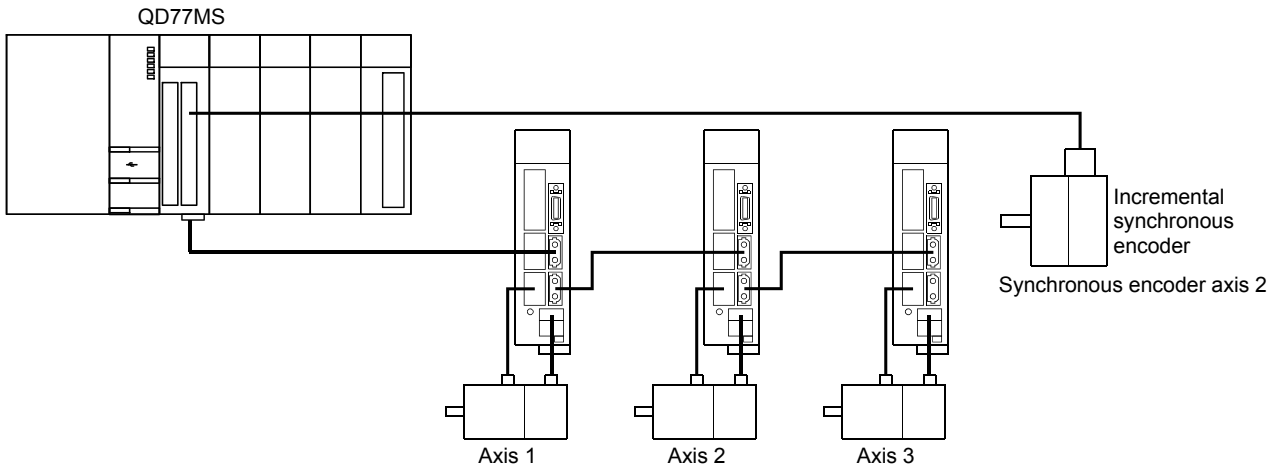 QD77MS
Incremental
synchronous
encoder
Synchronous encoder axis 2
Axis 1
Axis 2
Axis 3